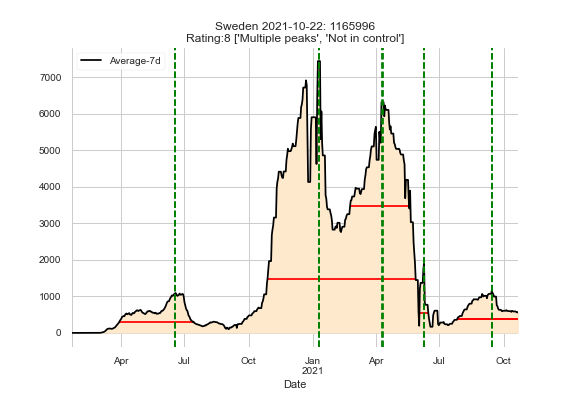 Sweden 2021-10-22: 1165996
Rating:8 ['Multiple peaks', 'Not in control']
Average-7d
7000
6000
5000
4000
3000
2000
1000
0
Apr Jul Oct Jan Apr Jul Oct
2021
Date